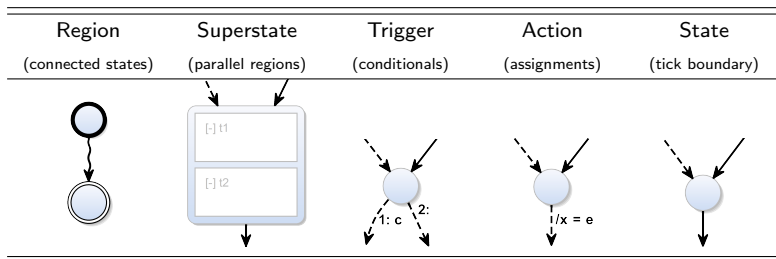 Region Superstate Trigger Action State
(connected states) (parallel regions) (conditionals) (assignments) (tick boundary)
[-] t1
[-] t2
1: c 2:
/x = e